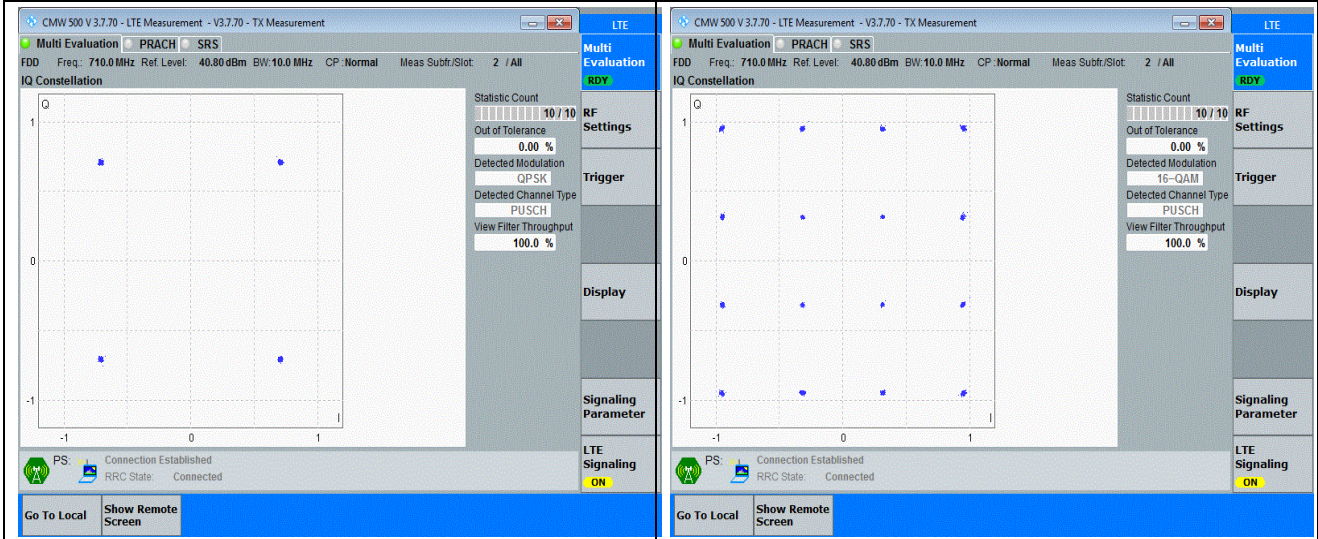 CMW 500 V 3.7.70 - LTE Measurement - V3.7.70 - TX Measurement
LTE
Multi Evaluation PRACH SRS
FDD Freq.: 710.0 MHz Ref. Level: 40.80 dBm BW: 10.0 MHz CP : Normal Meas Subfr./Slot: 2 / All
IQ Constellation
Q
1
0
-1
-1 0 1
I
Statistic Count
10 / 10
Out of Tolerance
0.00 %
Detected Modulation
QPSK
Detected Channel Type
PUSCH
View Filter Throughput
100.0 %
Multi
Evaluation
RDY
RF
Settings
Trigger
Display
Signaling
Parameter
LTE
Signaling
ON
PS: Connection Established
RRC State: Connected
Go To Local
Show Remote
Screen
CMW 500 V 3.7.70 - LTE Measurement - V3.7.70 - TX Measurement
LTE
Multi Evaluation PRACH SRS
FDD Freq.: 710.0 MHz Ref. Level: 40.80 dBm BW: 10.0 MHz CP : Normal Meas Subfr./Slot: 2 / All
IQ Constellation
Q
1
0
-1
-1 0 1
I
Statistic Count
10 / 10
Out of Tolerance
0.00 %
Detected Modulation
16-QAM
Detected Channel Type
PUSCH
View Filter Throughput
100.0 %
Multi
Evaluation
RDY
RF
Settings
Trigger
Display
Signaling
Parameter
LTE
Signaling
ON
PS: Connection Established
RRC State: Connected
Go To Local
Show Remote
Screen